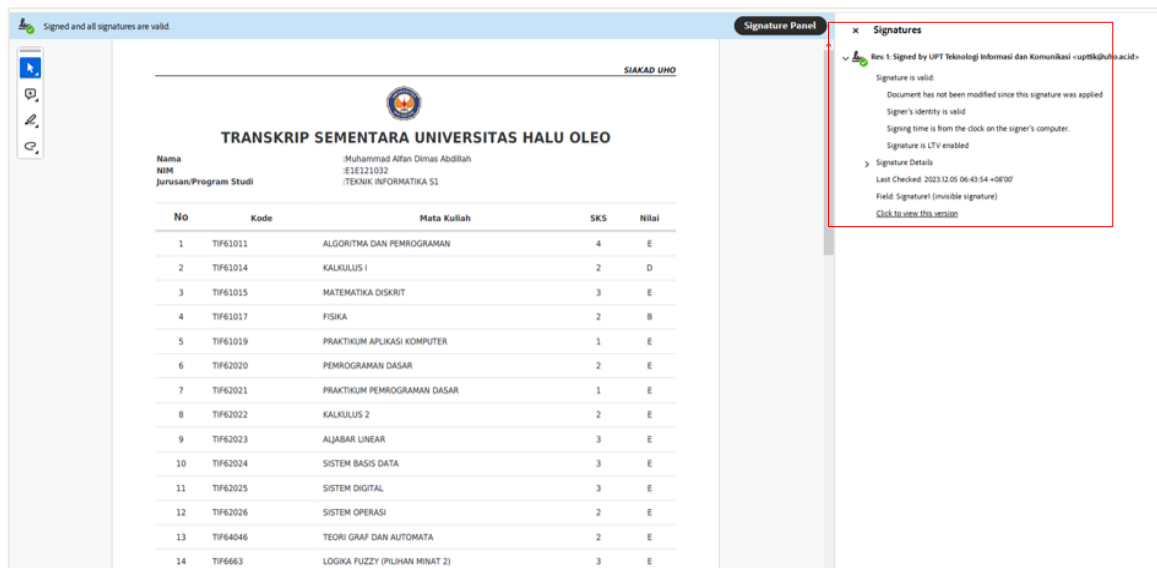 Signed and all signatures are valid.
Signature Panel
SIAKAD UHO
TRANSKRIP SEMENTARA UNIVERSITAS HALU OLEO
Nama :Muhammad Alfan Dimas Abdillah
NIM :E1E121032
Jurusan/Program Studi :TEKNIK INFORMATIKA S1
No Kode Mata Kuliah SKS Nilai
1 TIF61011 ALGORITMA DAN PEMROGRAMAN 4 E
2 TIF61014 KALKULUS I 2 D
3 TIF61015 MATEMATIKA DISKRIT 3 E
4 TIF61017 FISIKA 2 B
5 TIF61019 PRAKTIKUM APLIKASI KOMPUTER 1 E
6 TIF62020 PEMROGRAMAN DASAR 2 E
7 TIF62021 PRAKTIKUM PEMROGRAMAN DASAR 1 E
8 TIF62022 KALKULUS 2 2 E
9 TIF62023 ALJABAR LINEAR 3 E
10 TIF62024 SISTEM BASIS DATA 3 E
11 TIF62025 SISTEM DIGITAL 3 E
12 TIF62026 SISTEM OPERASI 2 E
13 TIF64046 TEORI GRAF DAN AUTOMATA 2 E
14 TIF6663 LOGIKA FUZZY (PILIHAN MINAT 2) 3 E
x Signatures
Rev. 1: Signed by UPT Teknologi Informasi dan Komunikasi <upttik@uho.ac.id>
Signature is valid:
Document has not been modified since this signature was applied
Signer's identity is valid
Signing time is from the clock on the signer's computer.
Signature is LTV enabled
Signature Details
Last Checked: 2023.12.05 06:43:54 +08'00'
Field: Signature1 (invisible signature)
Click to view this version